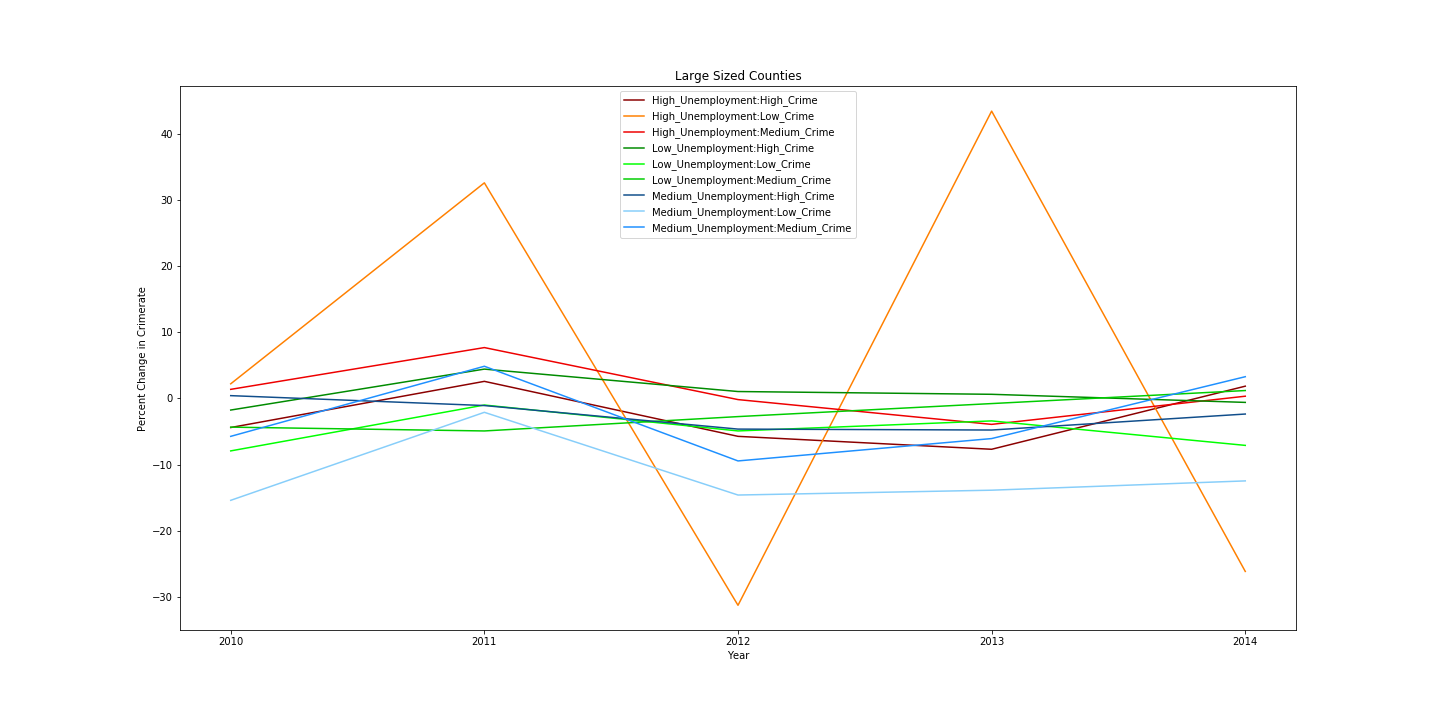 Large Sized Counties
High_Unemployment:High_Crime
High_Unemployment:Low_Crime
High_Unemployment:Medium_Crime
Low_Unemployment:High_Crime
Low_Unemployment:Low_Crime
Low_Unemployment:Medium_Crime
Medium_Unemployment:High_Crime
Medium_Unemployment:Low_Crime
Medium_Unemployment:Medium_Crime
Percent Change in Crimerate
40
30
20
10
0
−10
−20
−30
2010 2011 2012 2013 2014
Year